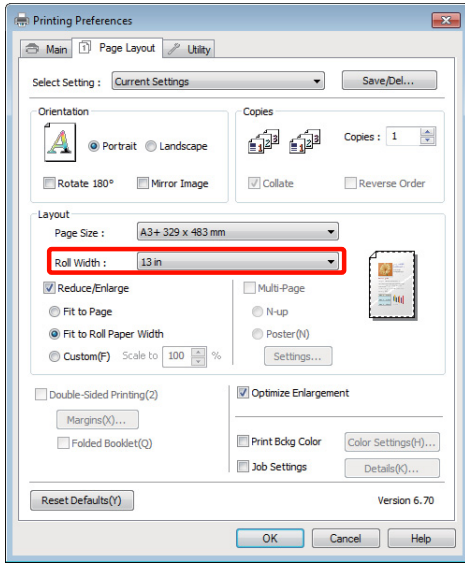 Printing Preferences
Main
Page Layout
Utility
Select Setting : Current Settings Save/Del...
Orientation
Portrait Landscape
Rotate 180° Mirror Image
Copies
Copies : 1
Collate Reverse Order
Layout
Page Size : A3+ 329 x 483 mm
Roll Width : 13 in
Reduce/Enlarge
Fit to Page
Fit to Roll Paper Width
Custom(F) Scale to 100 %
Multi-Page
N-up
Poster(N)
Settings...
Double-Sided Printing(2)
Margins(X)...
Folded Booklet(Q)
Optimize Enlargement
Print Bckg Color Color Settings(H)...
Job Settings Details(K)...
Reset Defaults(Y) Version 6.70
OK Cancel Help